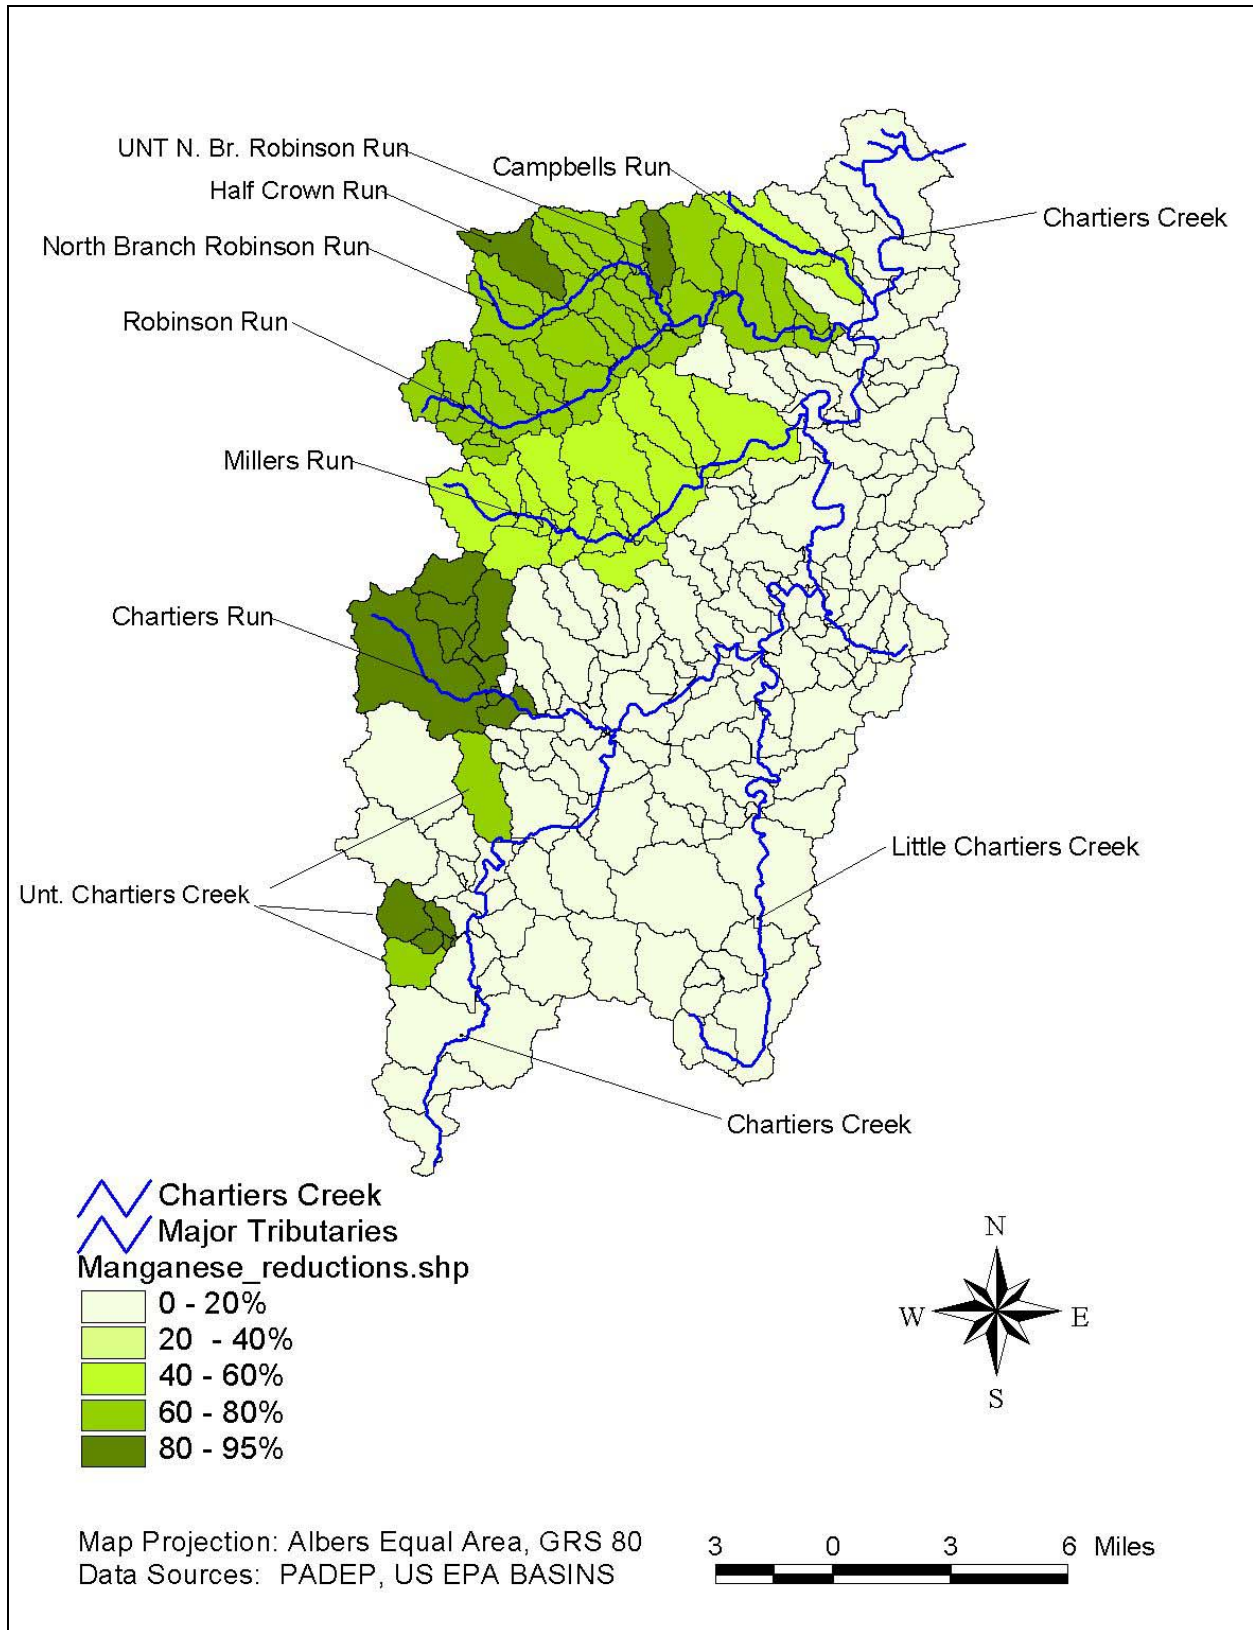 UNT N. Br. Robinson Run
Campbells Run
Half Crown Run
Chartiers Creek
North Branch Robinson Run
Robinson Run
Millers Run
Chartiers Run
Little Chartiers Creek
Unt. Chartiers Creek
Chartiers Creek
Chartiers Creek
Major Tributaries
Manganese_reductions.shp
0 - 20%
20 - 40%
40 - 60%
60 - 80%
80 - 95%
N
W E
S
Map Projection: Albers Equal Area, GRS 80
Data Sources: PADEP, US EPA BASINS
3 0 3 6 Miles